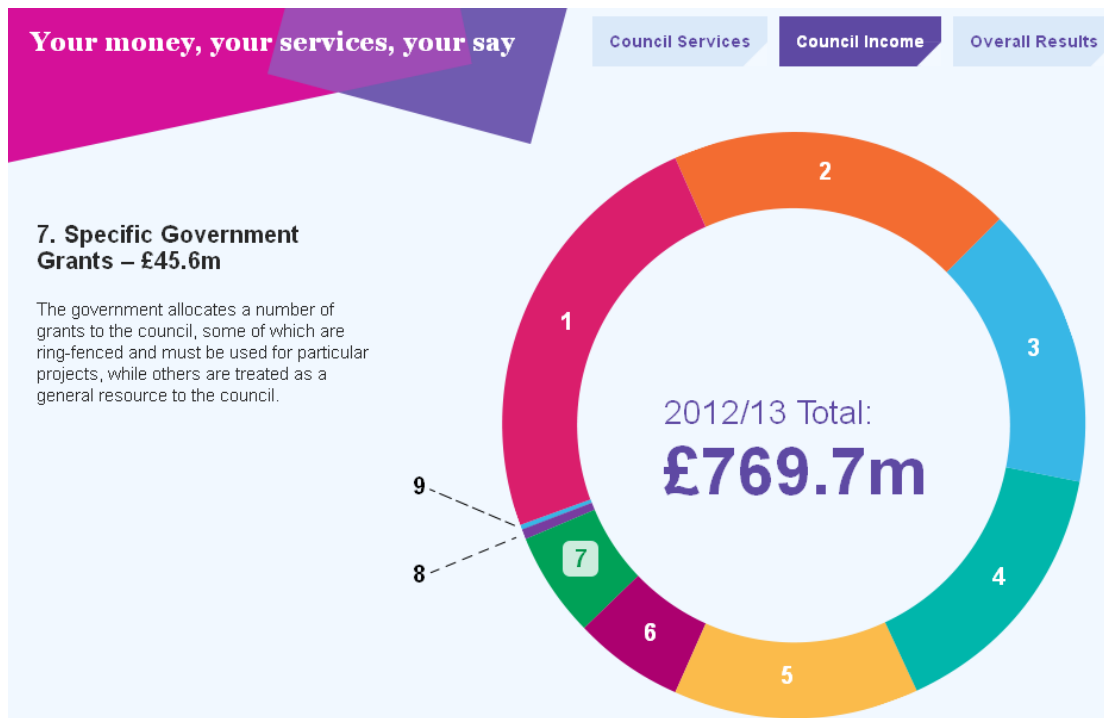 Your money, your services, your say
Council Services
Council Income
Overall Results
7. Specific Government
Grants – £45.6m
The government allocates a number of
grants to the council, some of which are
ring-fenced and must be used for particular
projects, while others are treated as a
general resource to the council.
1
2
3
4
5
6
7
8
9
2012/13 Total:
£769.7m